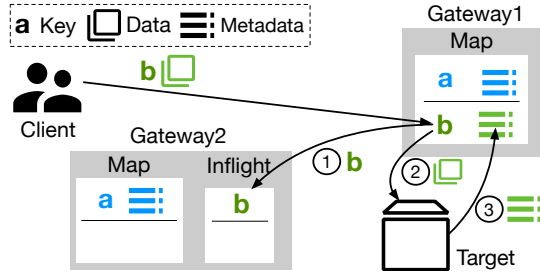 a Key Data Metadata
Gateway1
Map
a
b
b
Client
Gateway2
Map
Inflight
a
b
1 b
2
3
Target